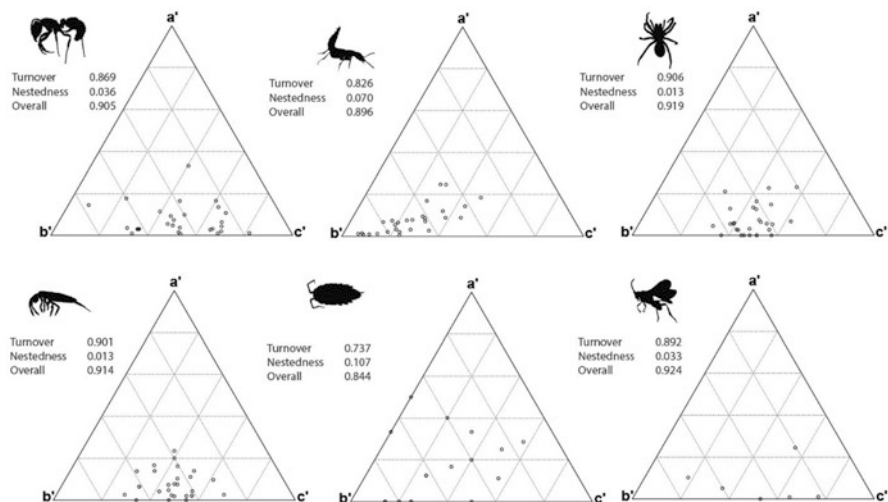 a'
Turnover 0.869
Nestedness 0.036
Overall 0.905
b' c'
a'
Turnover 0.826
Nestedness 0.070
Overall 0.896
b' c'
a'
Turnover 0.906
Nestedness 0.013
Overall 0.919
b' c'
a'
Turnover 0.901
Nestedness 0.013
Overall 0.914
b' c'
a'
Turnover 0.737
Nestedness 0.107
Overall 0.844
b' c'
a'
Turnover 0.892
Nestedness 0.033
Overall 0.924
b' c'